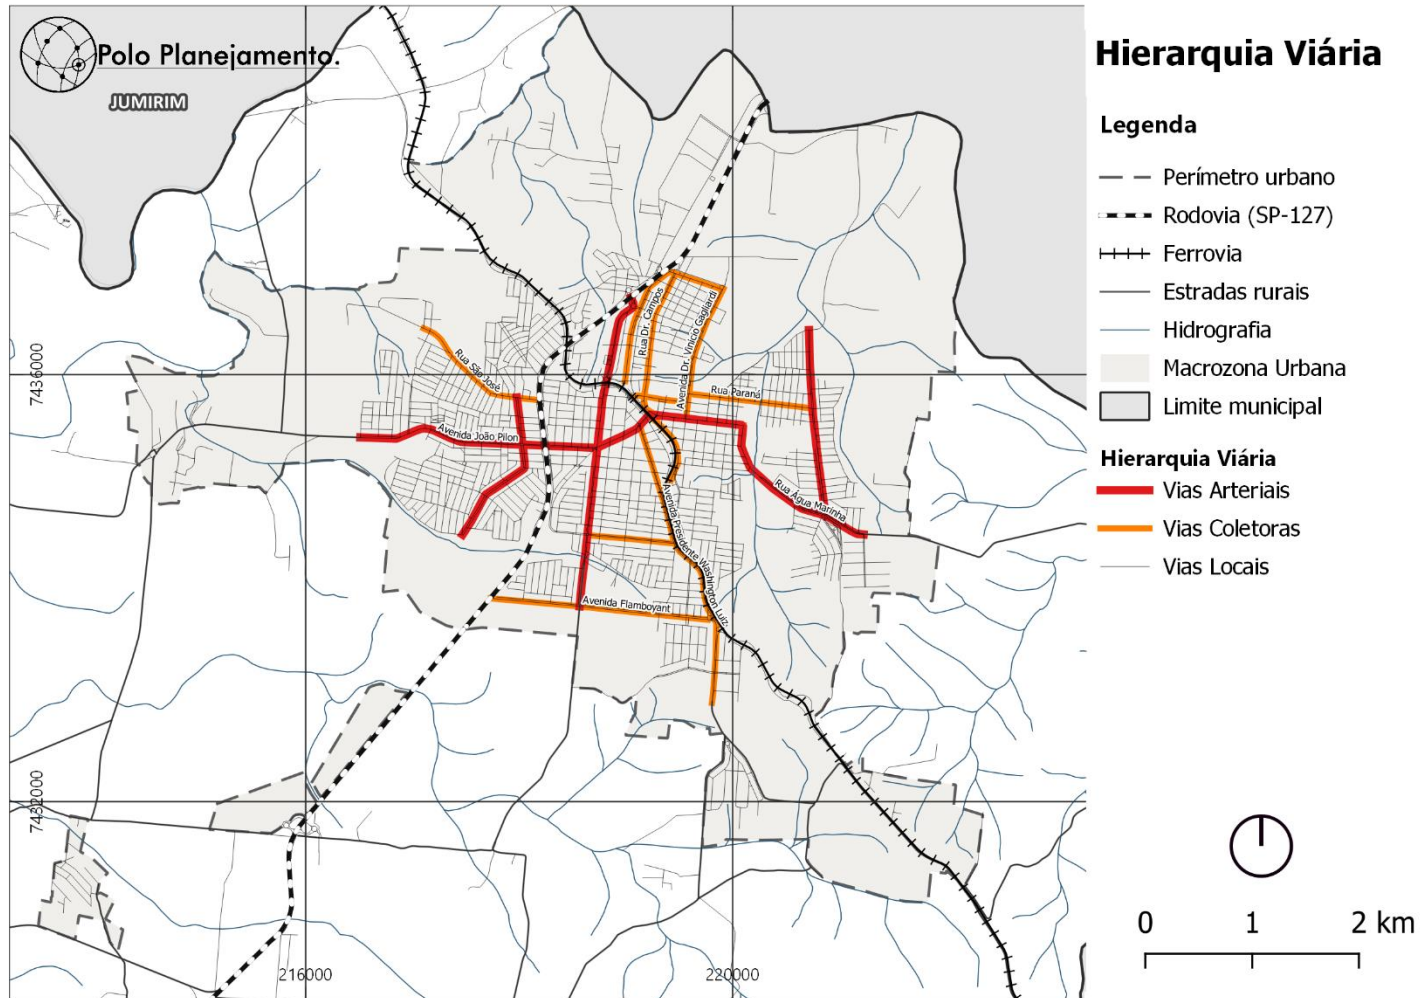 Polo Planejamento.
JUMIRIM
Hierarquia Viária
Legenda
Perímetro urbano
Rodovia (SP-127)
Ferrovia
Estradas rurais
Hidrografia
Macrozona Urbana
Limite municipal
Hierarquia Viária
Vias Arteriais
Vias Coletoras
Vias Locais
7436000
7432000
216000
220000
Rua São José
Avenida João Pilon
Rua Dr. Campos
Avenida Dr. Vinício Gagliardi
Rua Paraná
Rua Água Marinha
Avenida Presidente Washington Luiz
Avenida Flamboyant
0 1 2 km